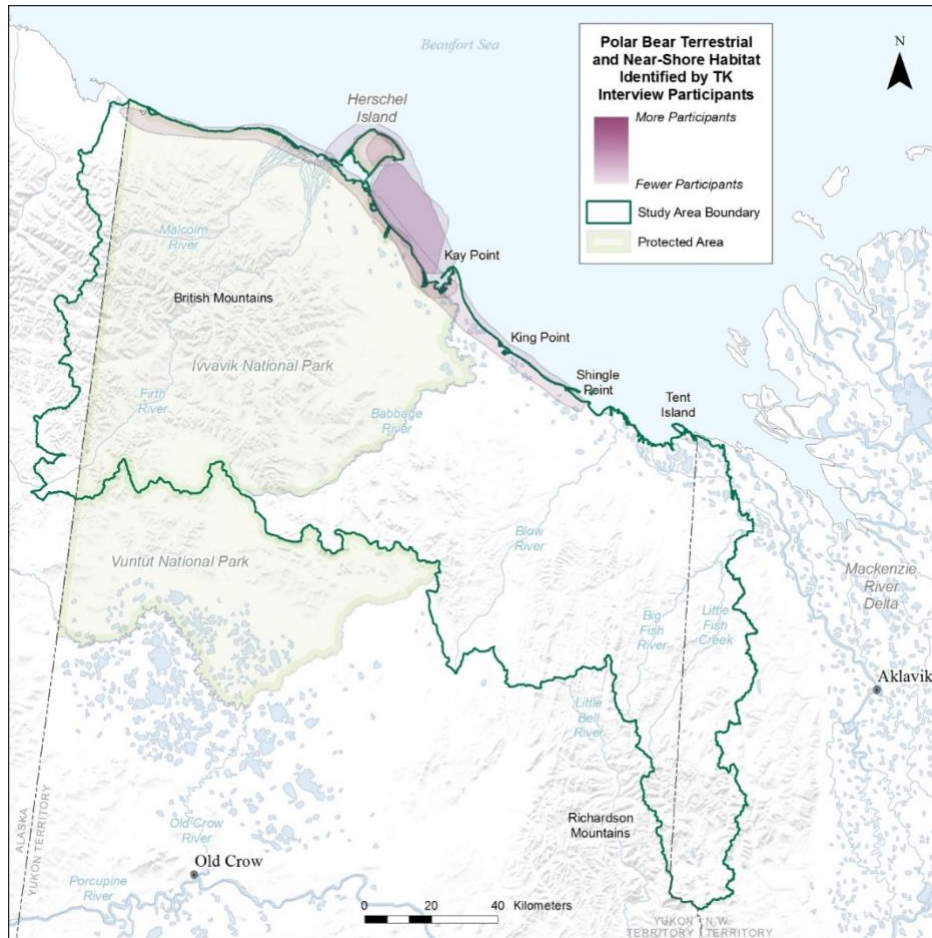 Beaufort Sea
Polar Bear Terrestrial
and Near-Shore Habitat
Identified by TK
Interview Participants
More Participants
Fewer Participants
Study Area Boundary
Protected Area
N
Herschel
Island
Malcolm
River
Kay Point
British Mountains
Ivvavik National Park
King Point
Shingle
Point
Firth
River
Babbage
River
Tent
Island
Blow
River
Vuntut National Park
Mackenzie
River
Delta
Big
Fish
River
Little
Fish
Creek
Aklavik
Little
Bell
River
Old Crow
River
Richardson
Mountains
ALASKA
YUKON TERRITORY
Old Crow
Porcupine
River
0 10 20 40 Kilometers
YUKON N.W.
TERRITORY TERRITORY